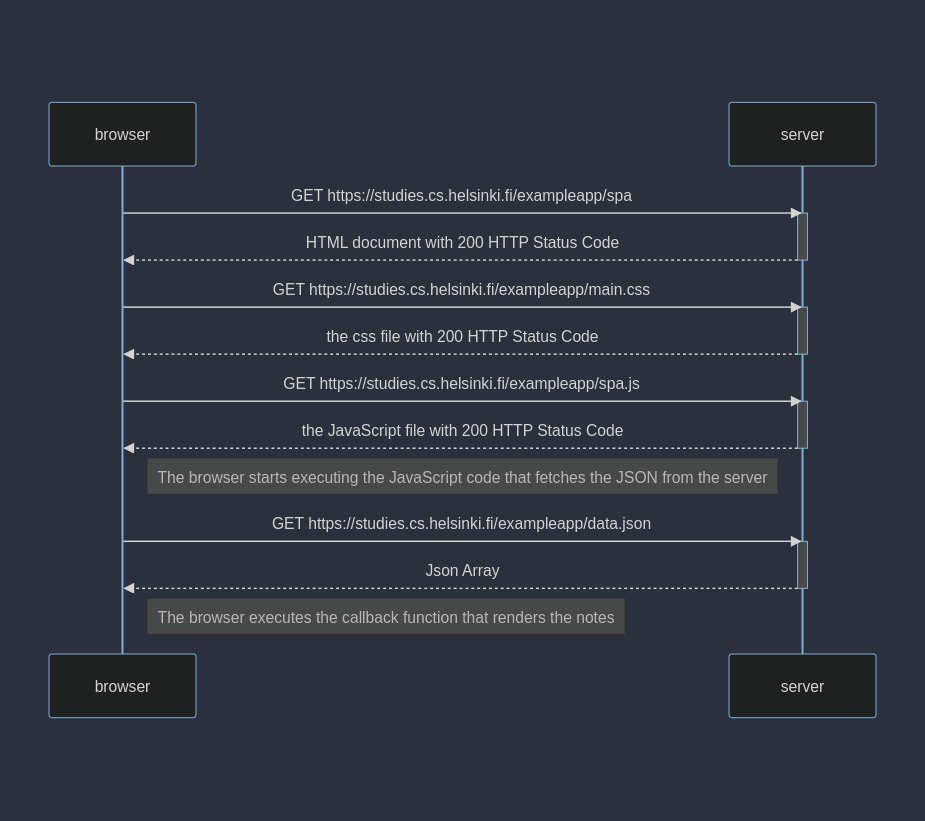 browser
server
GET https://studies.cs.helsinki.fi/exampleapp/spa
HTML document with 200 HTTP Status Code
GET https://studies.cs.helsinki.fi/exampleapp/main.css
the css file with 200 HTTP Status Code
GET https://studies.cs.helsinki.fi/exampleapp/spa.js
the JavaScript file with 200 HTTP Status Code
The browser starts executing the JavaScript code that fetches the JSON from the server
GET https://studies.cs.helsinki.fi/exampleapp/data.json
Json Array
The browser executes the callback function that renders the notes
browser
server